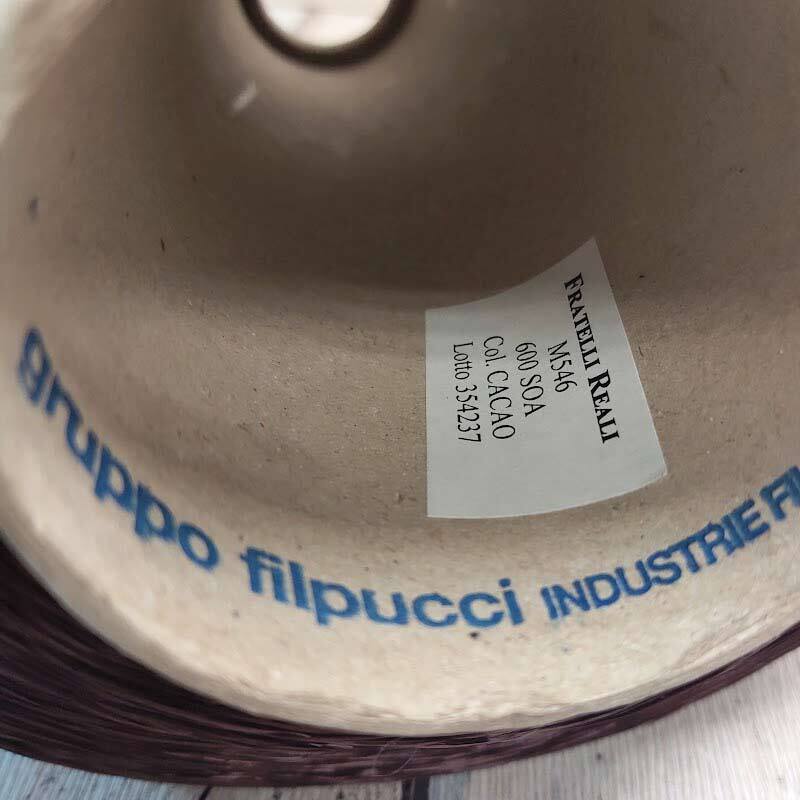 FRATELLI REALI
M546
600 SOA
Col. CACAO
Lotto 354237
gruppo filpucci INDUSTRIE